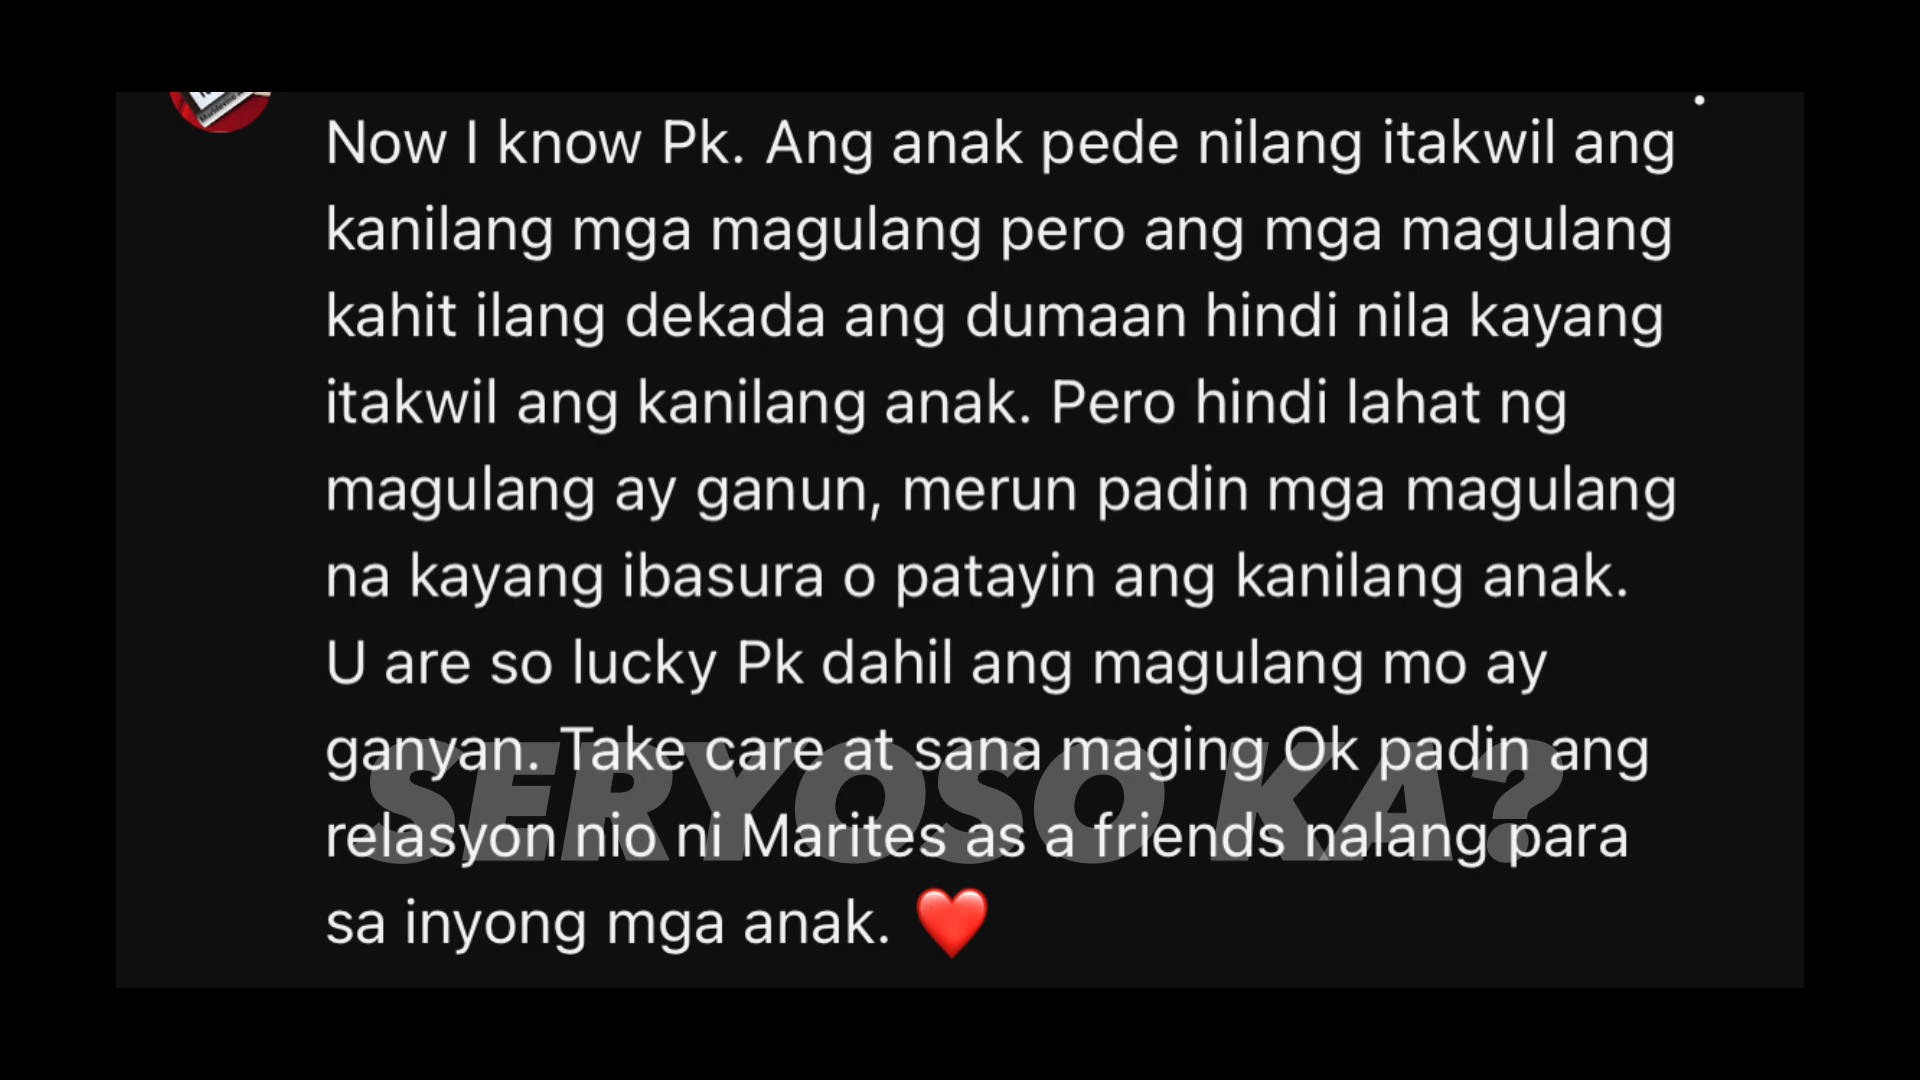 Now I know Pk. Ang anak pede nilang itakwil ang
kanilang mga magulang pero ang mga magulang
kahit ilang dekada ang dumaan hindi nila kayang
itakwil ang kanilang anak. Pero hindi lahat ng
magulang ay ganun, merun padin mga magulang
na kayang ibasura o patayin ang kanilang anak.
U are so lucky Pk dahil ang magulang mo ay
ganyan. Take care at sana maging Ok padin ang
SERYOSO KA?
relasyon nio ni Marites as a friends nalang para
sa inyong mga anak. ❤️